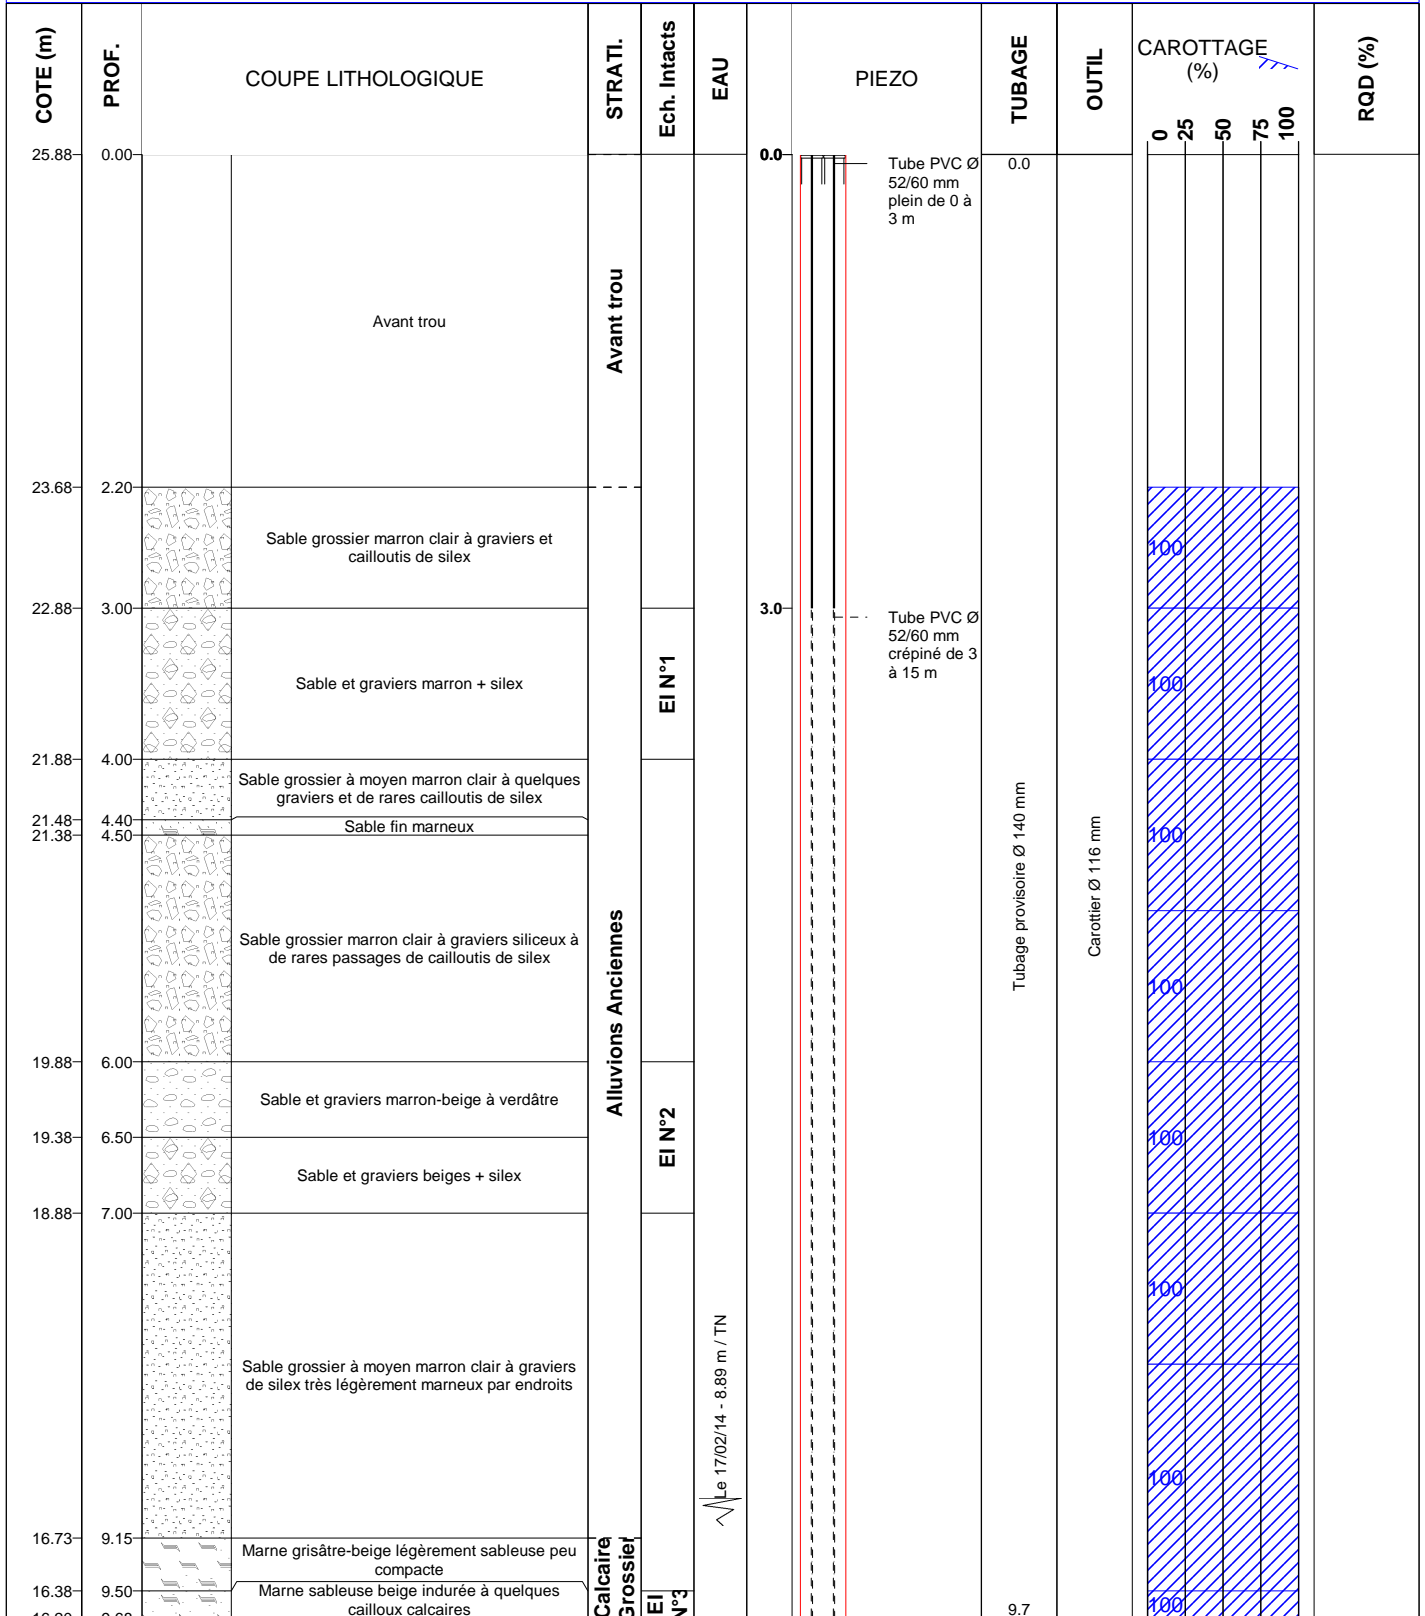 COTE (m)
PROF.
COUPE LITHOLOGIQUE
STRATI.
Ech. Intacts
EAU
PIEZO
TUBAGE
OUTIL
CAROTTAGE
(%)
0
25
50
75
100
RQD (%)
25.88
0.00
0.0
Tube PVC Ø
52/60 mm
plein de 0 à
3 m
0.0
Avant trou
Avant trou
23.68
2.20
Sable grossier marron clair à graviers et
cailloutis de silex
100
22.88
3.00
3.0
Tube PVC Ø
52/60 mm
crépiné de 3
à 15 m
Sable et graviers marron + silex
EI N°1
100
21.88
4.00
Sable grossier à moyen marron clair à quelques
graviers et de rares cailloutis de silex
21.48
4.40
Sable fin marneux
21.38
4.50
100
Tubage provisoire Ø 140 mm
Carottier Ø 116 mm
Sable grossier marron clair à graviers siliceux à
de rares passages de cailloutis de silex
Alluvions Anciennes
100
19.88
6.00
Sable et graviers marron-beige à verdâtre
EI N°2
19.38
6.50
100
Sable et graviers beiges + silex
18.88
7.00
100
Sable grossier à moyen marron clair à graviers
de silex très légèrement marneux par endroits
Le 17/02/14 - 8.89 m / TN
100
16.73
9.15
Marne grisâtre-beige légèrement sableuse peu
compacte
Calcaire
Grossier
16.38
9.50
Marne sableuse beige indurée à quelques
cailloux calcaires
EI
N°3
9.7
100